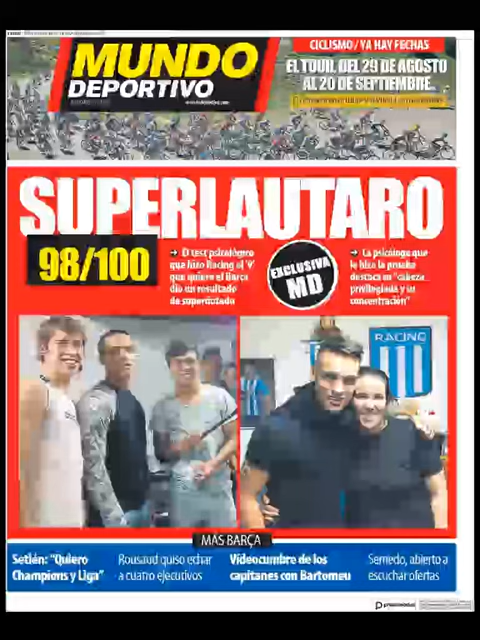 CICLISMO / YA HAY FECHAS
MUNDO
DEPORTIVO
EL TOUR, DEL 29 DE AGOSTO
AL 20 DE SEPTIEMBRE
SUPERLAUTARO
98/100
→ El test psicológico
que hizo Racing al '9'
que quiere el Barça
dio un resultado
de superdotado
EXCLUSIVA
MD
→ La psicóloga que
le hizo la prueba
destaca su "cabeza
privilegiada y su
concentración"
RACING
MÁS BARÇA
Setién: "Quiero
Champions y Liga"
Rousaud quiso echar
a cuatro ejecutivos
Videocumbre de los
capitanes con Bartomeu
Semedo, abierto a
escuchar ofertas